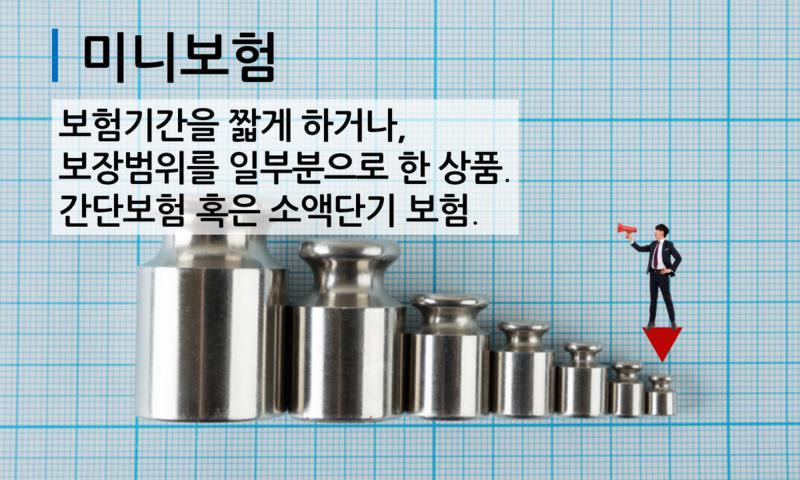 미니보험
보험기간을 짧게 하거나,
보장범위를 일부분으로 한 상품.
간단보험 혹은 소액단기 보험.